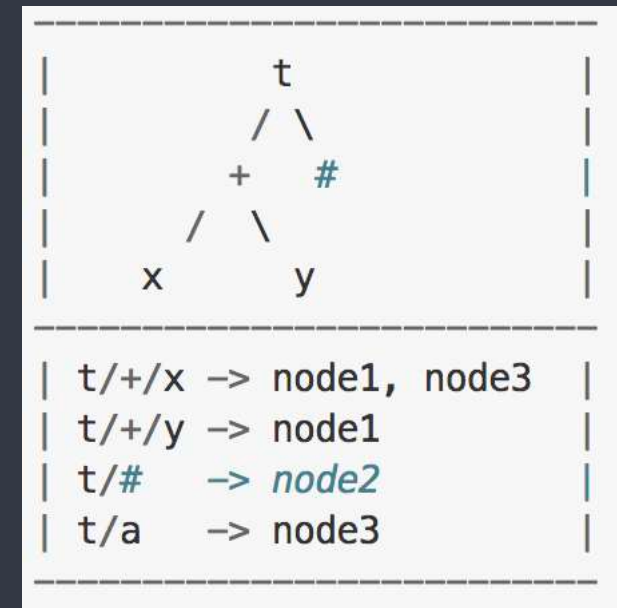 ---------------------------
|           t             |
|          / \            |
|         +   #           |
|       /  \              |
|     x      y            |
---------------------------
| t/+/x -> node1, node3   |
| t/+/y -> node1          |
| t/#   -> node2          |
| t/a   -> node3          |
---------------------------